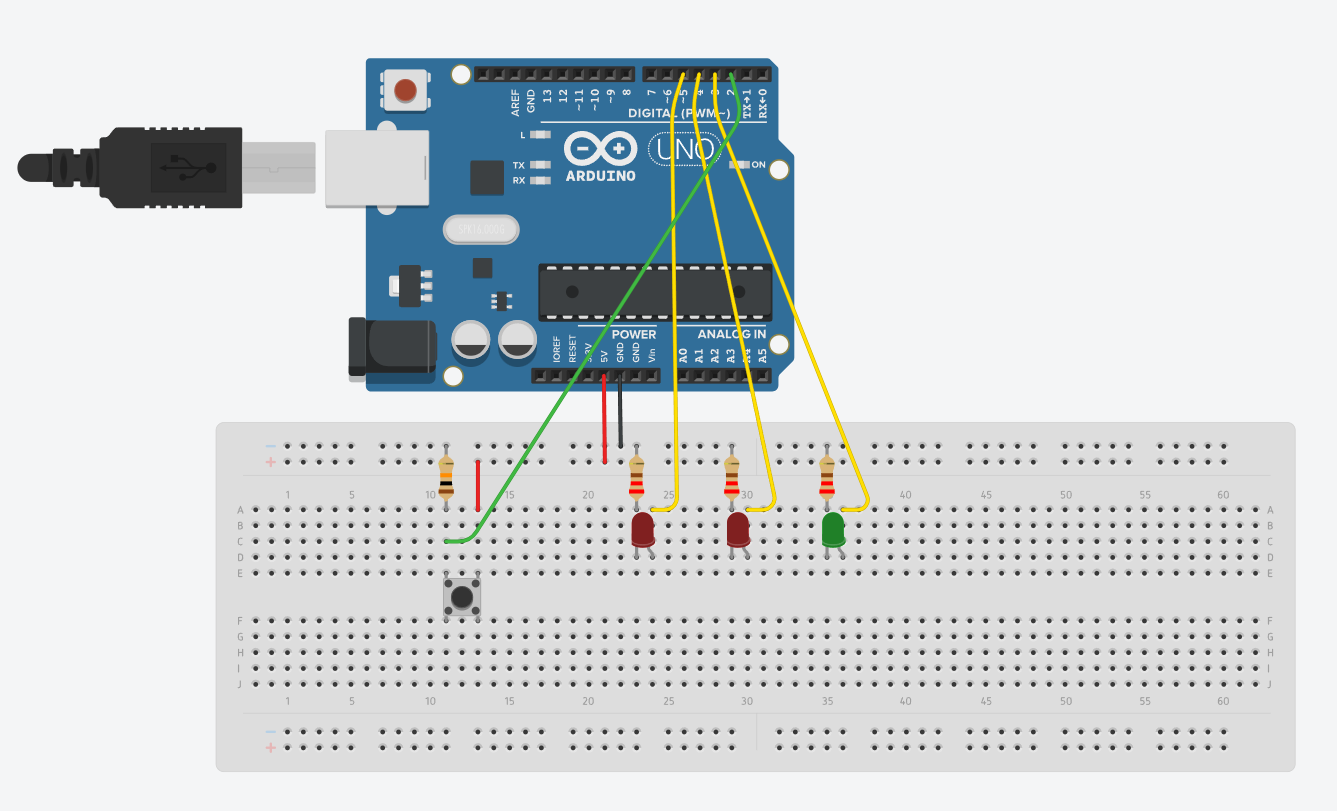 AREF
GND
13
12
~11
~10
~9
8
7
~6
~5
4
2
TX→1
RX←0
DIGITAL (PWM~)
L
TX
RX
ARDUINO
UNO
ON
POWER
ANALOG IN
IOREF
RESET
3.3V
5V
GND
GND
Vin
A0
A1
A2
A3
A4
A5
1 5 10 15 20 25 30 35 40 45 50 55 60
A A
B B
C C
D D
E E
F F
G G
H H
I I
J J
1 5 10 15 20 25 30 35 40 45 50 55 60